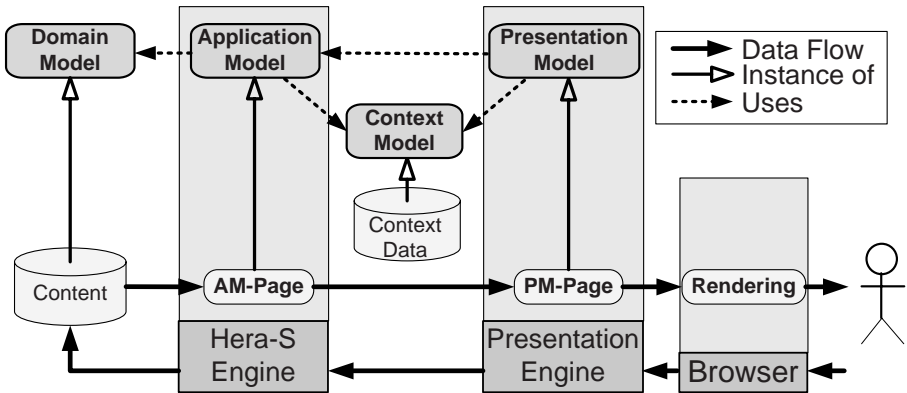 Domain
Model
Application
Model
Presentation
Model
Data Flow
Instance of
Uses
Context
Model
Context
Data
Content
AM-Page
PM-Page
Rendering
Hera-S
Engine
Presentation
Engine
Browser